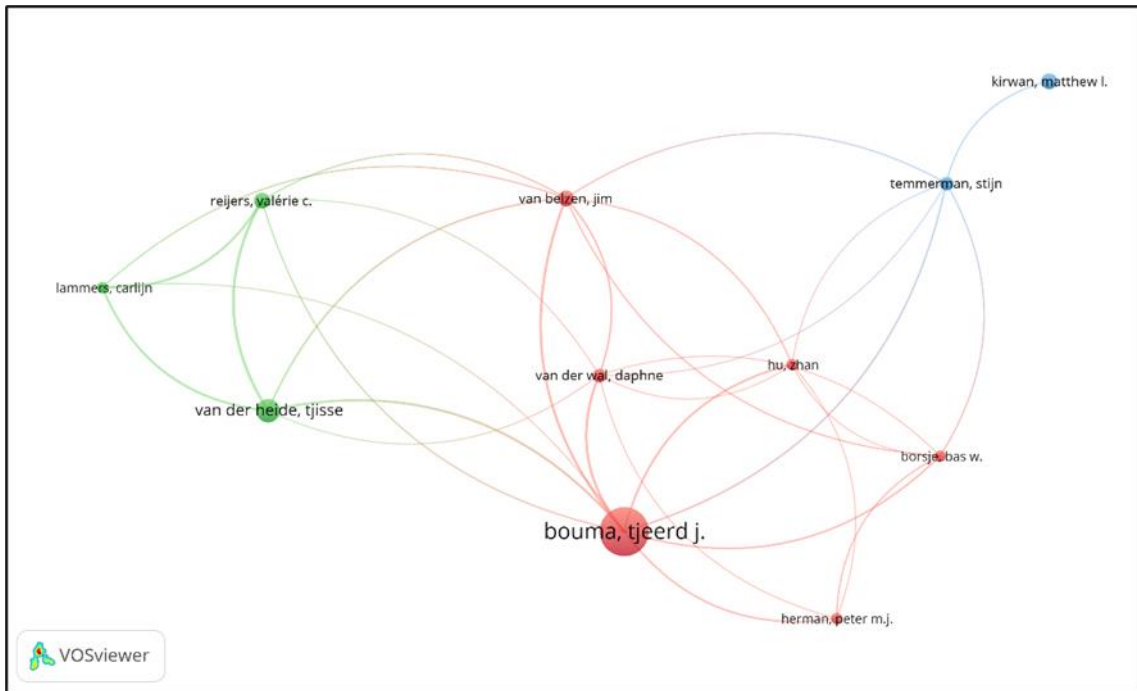 kirwan, matthew l.
temmerman, stijn
reijers, valérie c.
van belzen, jim
lammers, carlijn
hu, zhan
van der wal, daphne
van der heide, tjisse
borsje, bas w.
bouma, tjeerd j.
herman, peter m.j.
VOSviewer